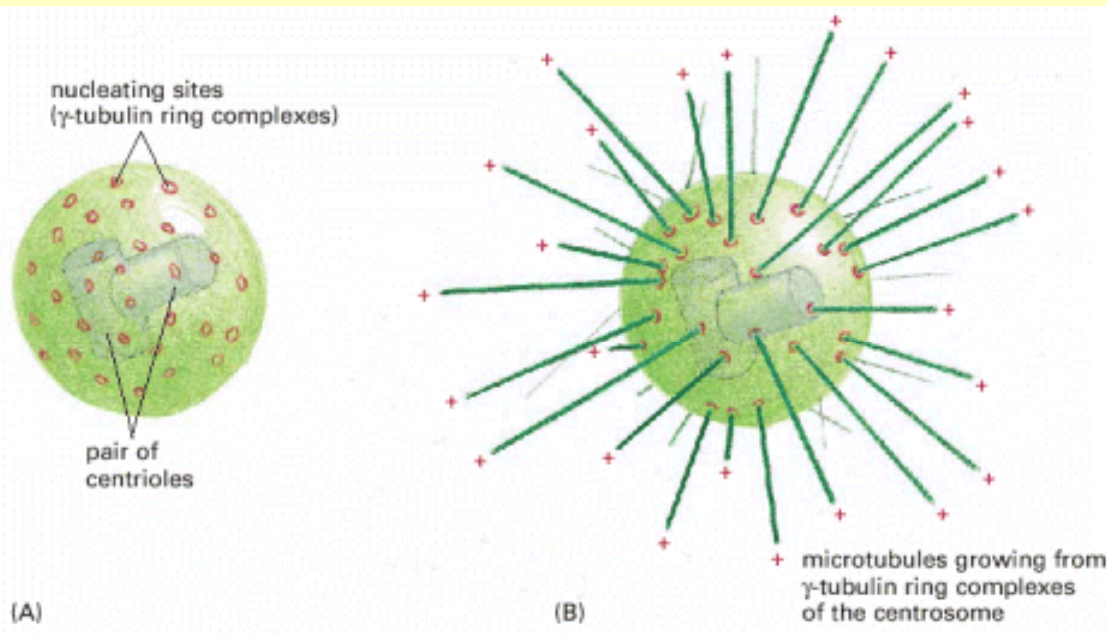 nucleating sites
(γ-tubulin ring complexes)
pair of
centrioles
(A)
(B)
+ microtubules growing from
γ-tubulin ring complexes
of the centrosome